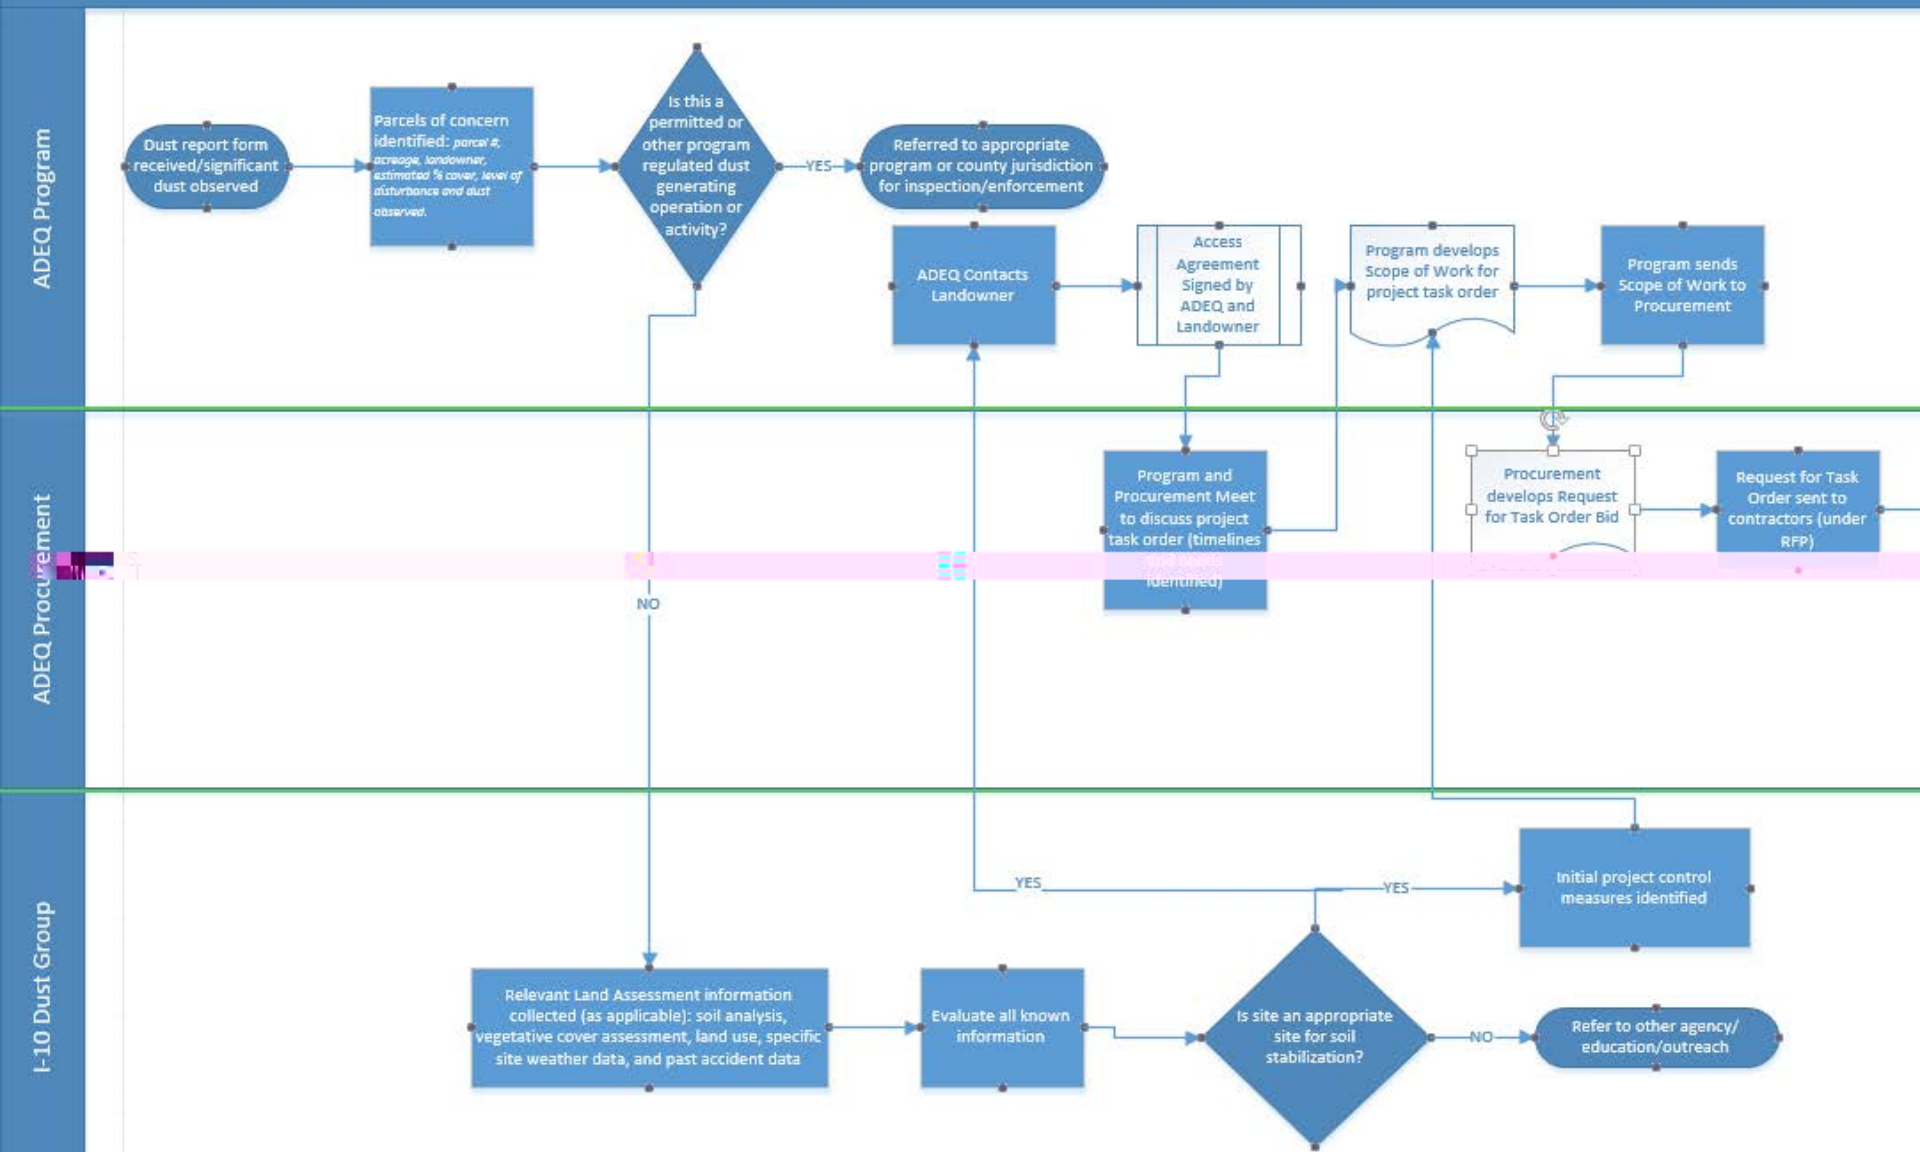 ADEQ Program
Dust report form
received/significant
dust observed
Parcels of concern
identified: parcel #,
acreage, landowner,
estimated % cover, level of
disturbance and dust
observed.
Is this a
permitted or
other program
regulated dust
generating
operation or
activity?
YES
Referred to appropriate
program or county jurisdiction
for inspection/enforcement
ADEQ Contacts
Landowner
Access
Agreement
Signed by
ADEQ and
Landowner
Program develops
Scope of Work for
project task order
Program sends
Scope of Work to
Procurement
ADEQ Procurement
NO
Program and
Procurement Meet
to discuss project
task order (timelines
identified)
Procurement
develops Request
for Task Order Bid
Request for Task
Order sent to
contractors (under
RFP)
I-10 Dust Group
Relevant Land Assessment information
collected (as applicable): soil analysis,
vegetative cover assessment, land use, specific
site weather data, and past accident data
Evaluate all known
information
Is site an appropriate
site for soil
stabilization?
YES
YES
Initial project control
measures identified
NO
Refer to other agency/
education/outreach